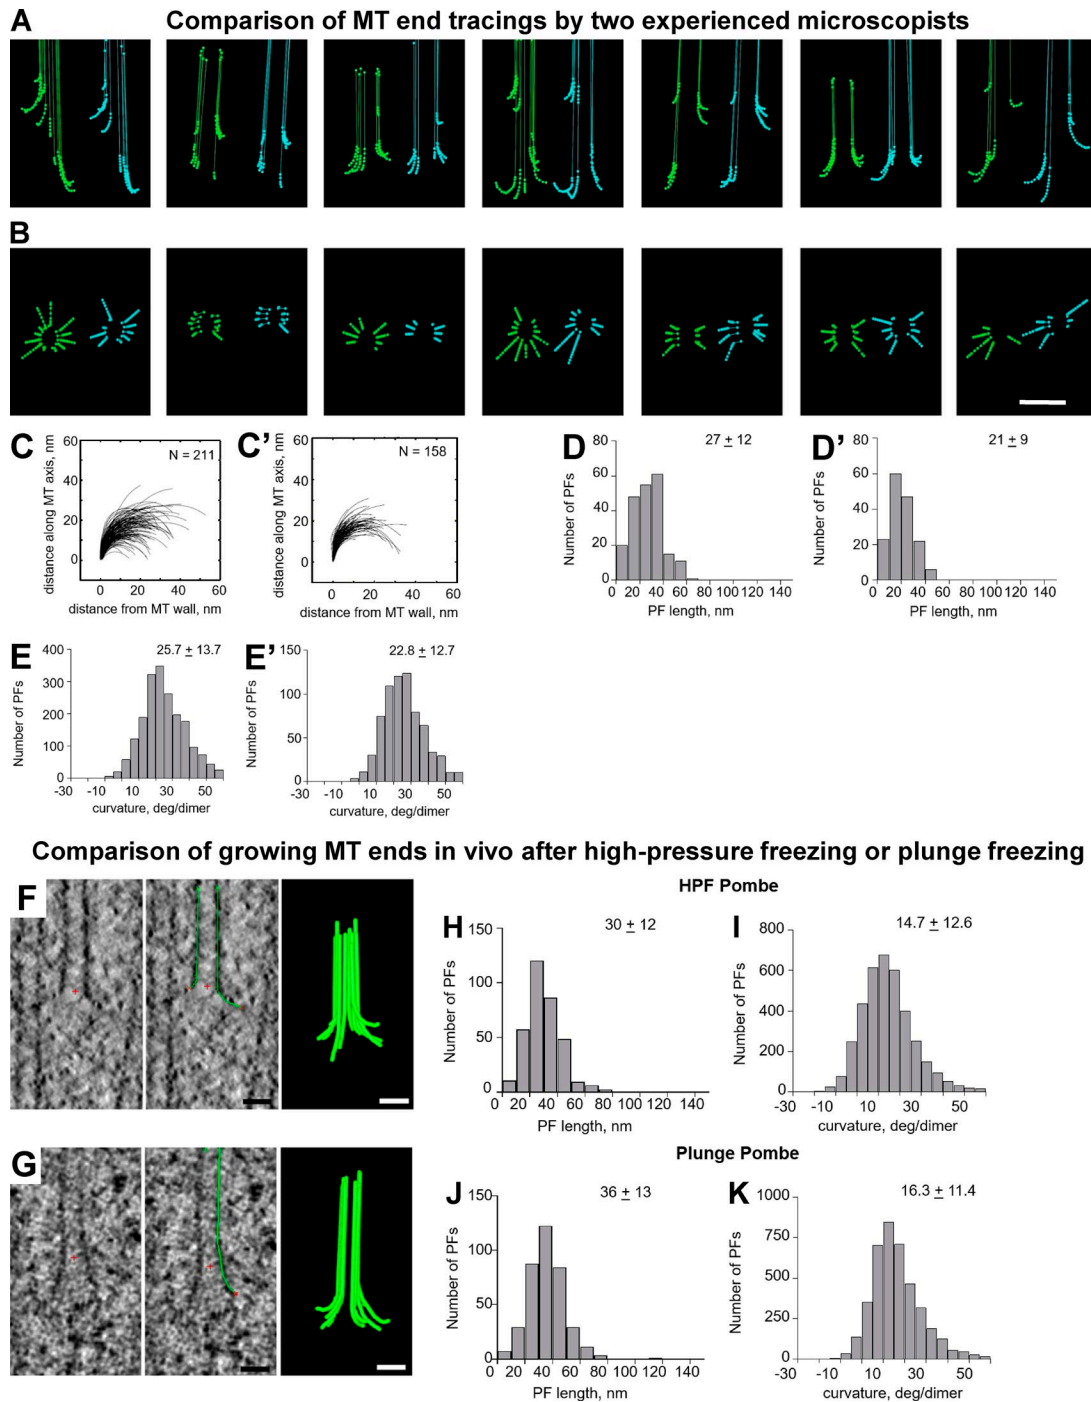 A
Comparison of MT end tracings by two experienced microscopists
B
C
distance along MT axis, nm
60
40
20
0
N = 211
0 20 40 60
distance from MT wall, nm
C'
distance along MT axis, nm
60
40
20
0
N = 158
0 20 40 60
distance from MT wall, nm
D
27 ± 12
Number of PFs
80
60
40
20
0
0 20 40 60 80 100 120 140
PF length, nm
D'
21 ± 9
Number of PFs
80
60
40
20
0
0 20 40 60 80 100 120 140
PF length, nm
E
25.7 ± 13.7
Number of PFs
400
300
200
100
0
-30 -10 10 30 50
curvature, deg/dimer
E'
22.8 ± 12.7
Number of PFs
150
100
50
0
-30 -10 10 30 50
curvature, deg/dimer
Comparison of growing MT ends in vivo after high-pressure freezing or plunge freezing
F
HPF Pombe
H
30 ± 12
Number of PFs
150
100
50
0
0 20 40 60 80 100 120 140
PF length, nm
I
14.7 ± 12.6
Number of PFs
800
600
400
200
0
-30 -10 10 30 50
curvature, deg/dimer
G
Plunge Pombe
J
36 ± 13
Number of PFs
150
100
50
0
0 20 40 60 80 100 120 140
PF length, nm
K
16.3 ± 11.4
Number of PFs
1000
750
500
250
0
-30 -10 10 30 50
curvature, deg/dimer